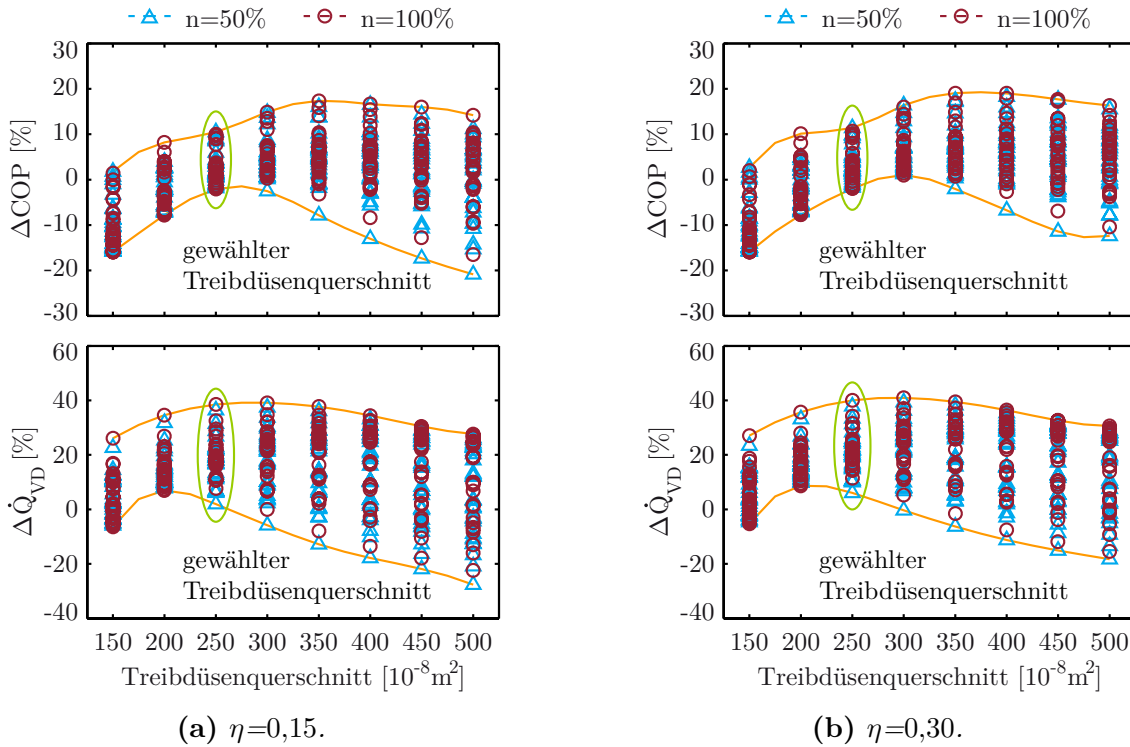 n=50% n=100%
ΔCOP [%]
30
20
10
0
-10
-20
-30
gewählter
Treibdüsenquerschnitt
ΔQ̇VD [%]
60
40
20
0
-20
-40
gewählter
Treibdüsenquerschnitt
150 200 250 300 350 400 450 500
Treibdüsenquerschnitt [10⁻⁸m²]
(a) η=0,15.
n=50% n=100%
ΔCOP [%]
30
20
10
0
-10
-20
-30
gewählter
Treibdüsenquerschnitt
ΔQ̇VD [%]
60
40
20
0
-20
-40
gewählter
Treibdüsenquerschnitt
150 200 250 300 350 400 450 500
Treibdüsenquerschnitt [10⁻⁸m²]
(b) η=0,30.